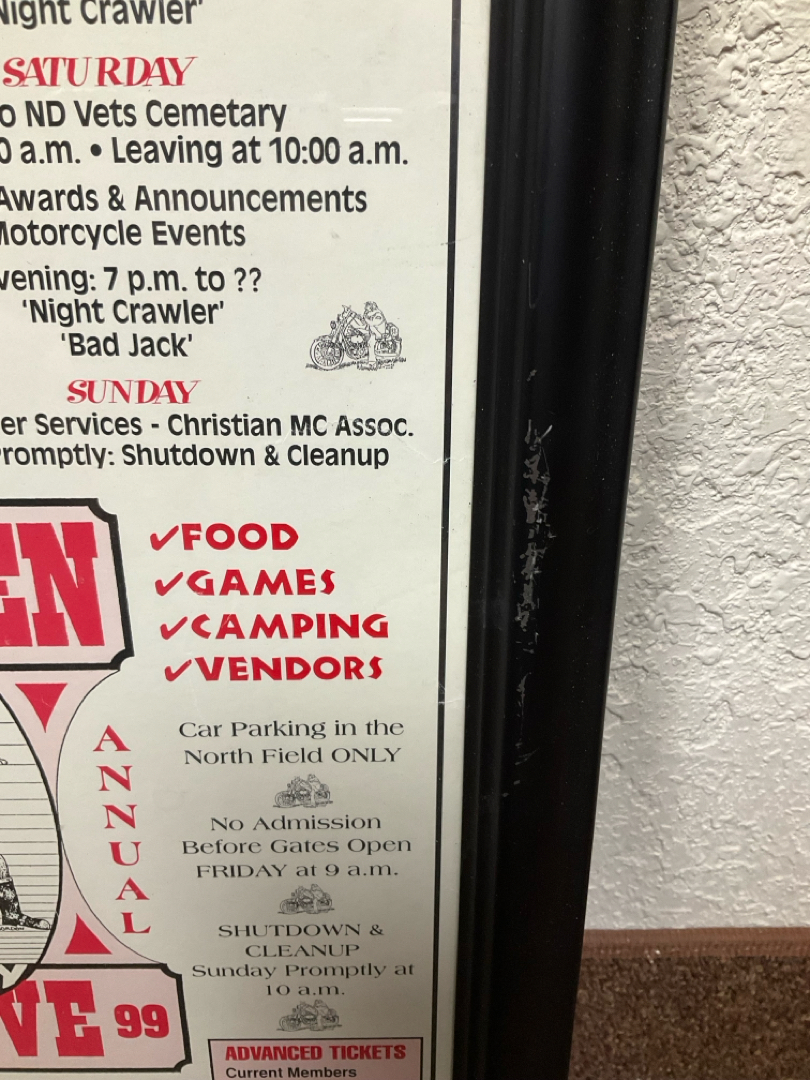 Night Crawler'
SATURDAY
o ND Vets Cemetary
0 a.m. • Leaving at 10:00 a.m.
Awards & Announcements
Motorcycle Events
vening: 7 p.m. to ??
'Night Crawler'
'Bad Jack'
SUNDAY
er Services - Christian MC Assoc.
Promptly: Shutdown & Cleanup
EN
✓FOOD
✓GAMES
✓CAMPING
✓VENDORS
ANNUAL
Car Parking in the
North Field ONLY
No Admission
Before Gates Open
FRIDAY at 9 a.m.
SHUTDOWN &
CLEANUP
Sunday Promptly at
10 a.m.
VE 99
ADVANCED TICKETS
Current Members